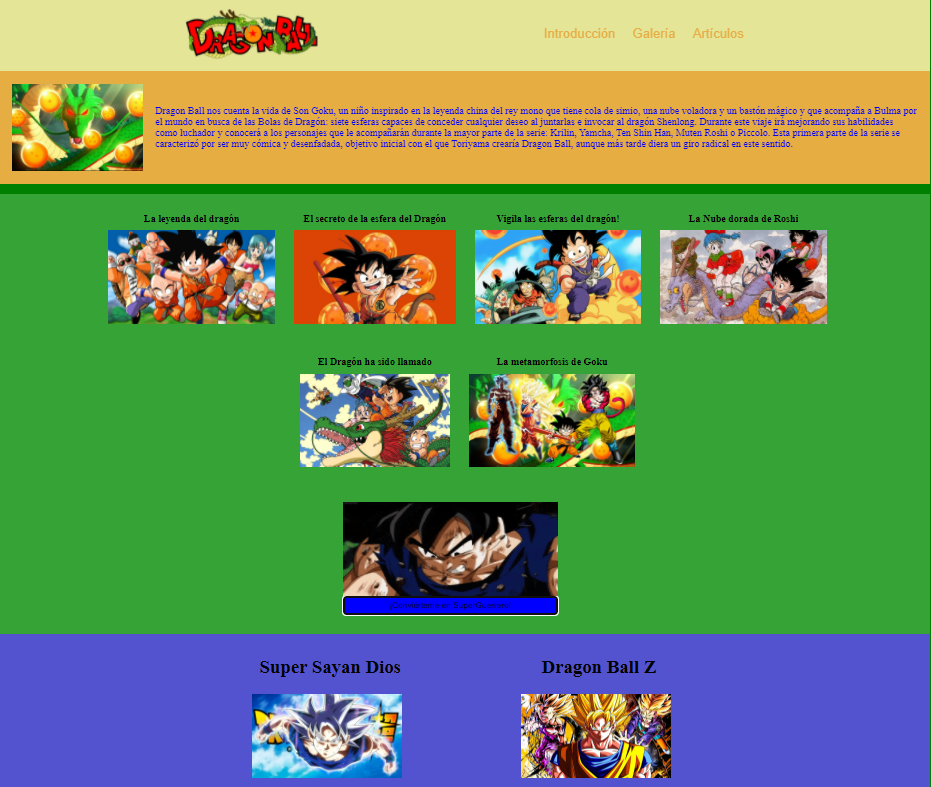 DRAGON BALL
Introducción Galería Artículos
Dragon Ball nos cuenta la vida de Son Goku, un niño inspirado en la leyenda china del rey mono que tiene cola de simio, una nube voladora y un bastón mágico y que acompaña a Bulma por
el mundo en busca de las Bolas de Dragón: siete esferas capaces de conceder cualquier deseo al juntarlas e invocar al dragón Shenlong. Durante este viaje irá mejorando sus habilidades
como luchador y conocerá a los personajes que le acompañarán durante la mayor parte de la serie: Krilin, Yamcha, Ten Shin Han, Muten Roshi o Piccolo. Esta primera parte de la serie se
caracterizó por ser muy cómica y desenfadada, objetivo inicial con el que Toriyama crearía Dragon Ball, aunque más tarde diera un giro radical en este sentido.
La leyenda del dragón El secreto de la esfera del Dragón Vigila las esferas del dragón! La Nube dorada de Roshi
El Dragón ha sido llamado La metamorfosis de Goku
Super Sayan Dios Dragon Ball Z